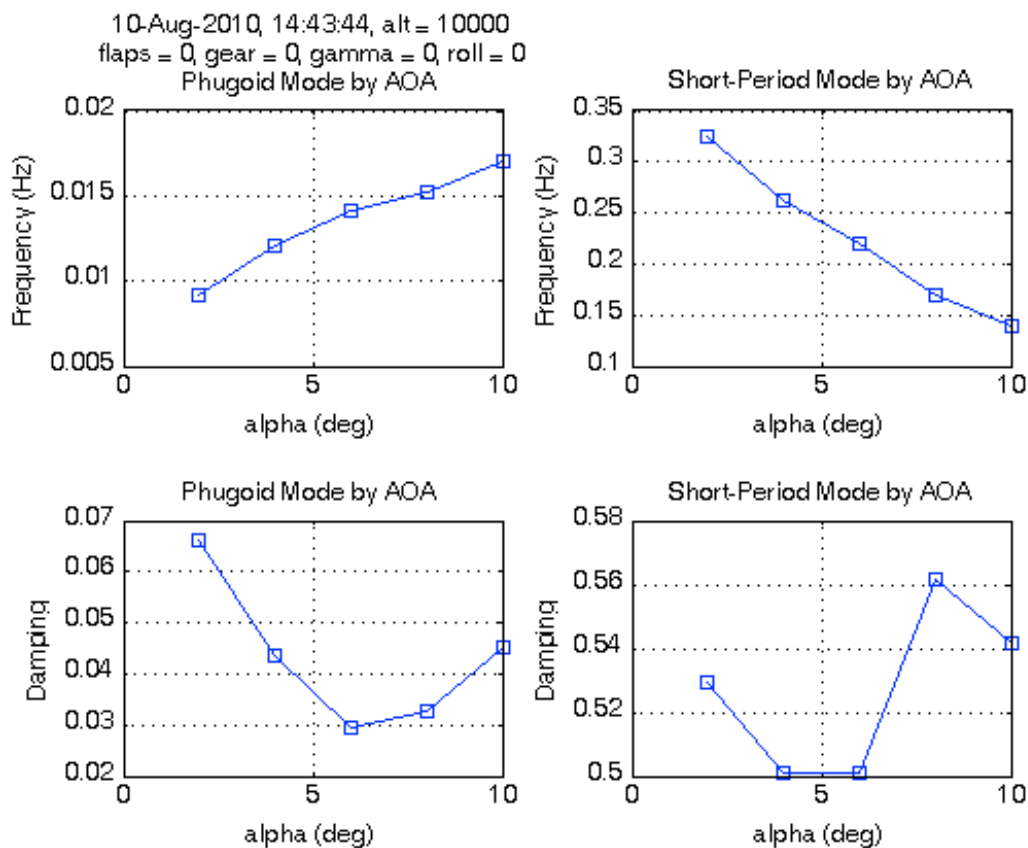 10-Aug-2010, 14:43:44, alt = 10000
flaps = 0, gear = 0, gamma = 0, roll = 0
Phugoid Mode by AOA
0.02
0.015
0.01
0.005
Frequency (Hz)
0
5
10
alpha (deg)
Short-Period Mode by AOA
0.35
0.3
0.25
0.2
0.15
0.1
Frequency (Hz)
0
5
10
alpha (deg)
Phugoid Mode by AOA
0.07
0.06
0.05
0.04
0.03
0.02
Damping
0
5
10
alpha (deg)
Short-Period Mode by AOA
0.58
0.56
0.54
0.52
0.5
Damping
0
5
10
alpha (deg)